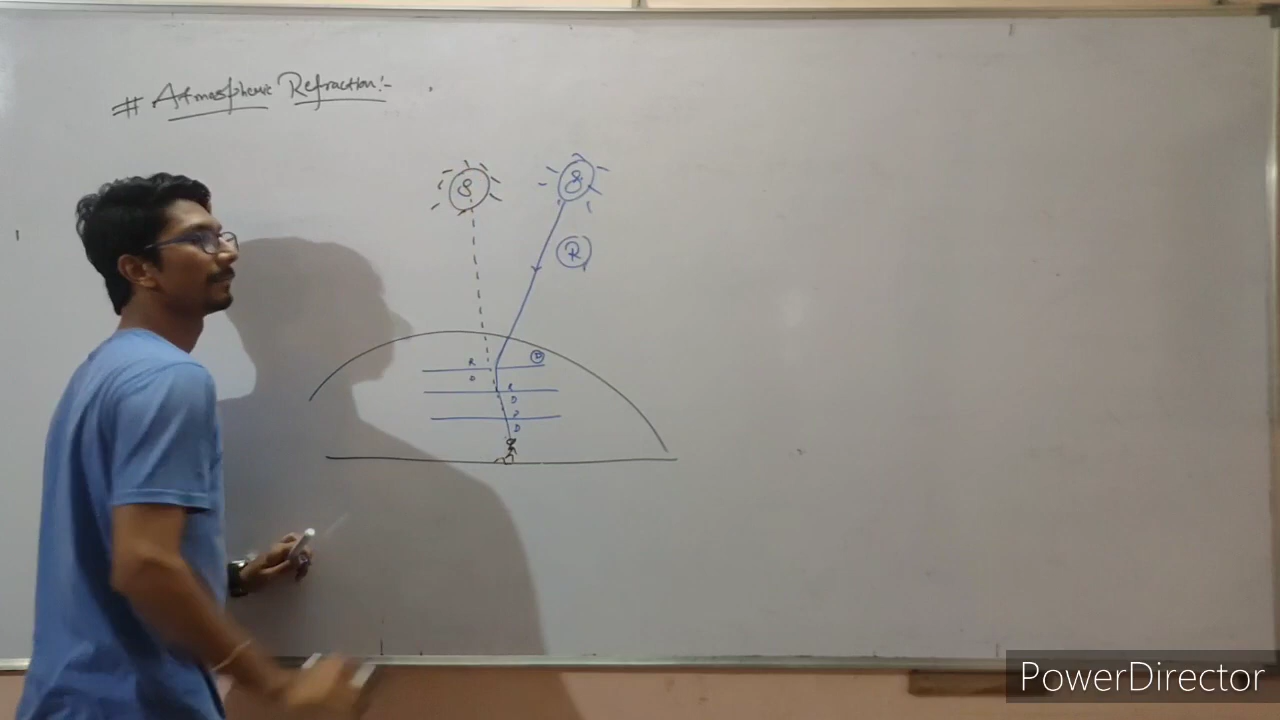 # Atmospheric Refraction:-
S S
R
R D
D R
D
R
D
PowerDirector